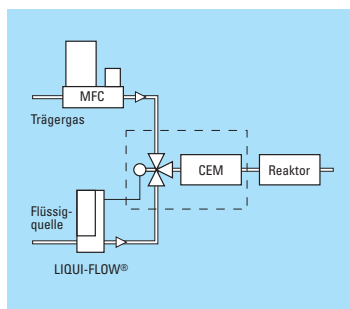 MFC
Trägergas
CEM
Reaktor
Flüssig-
quelle
LIQUI-FLOW®